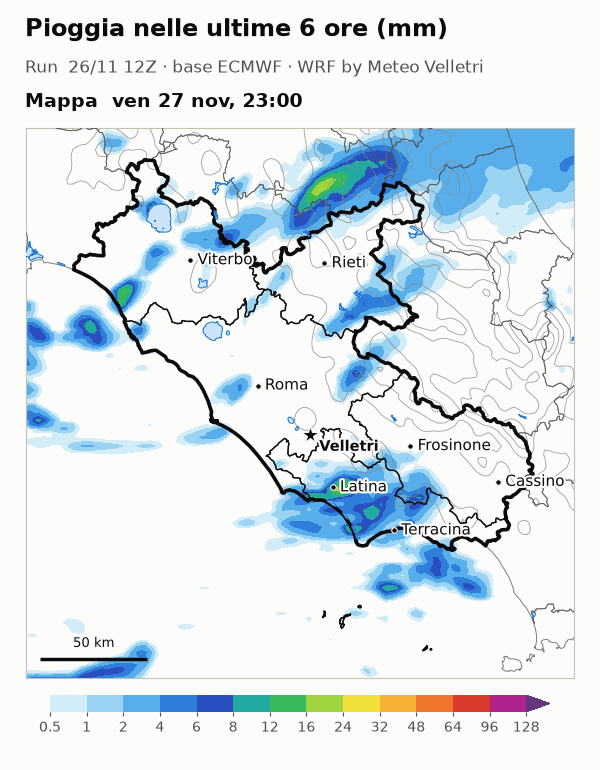 Pioggia nelle ultime 6 ore (mm)
Run  26/11 12Z · base ECMWF · WRF by Meteo Velletri
Mappa  ven 27 nov, 23:00
Viterbo
Rieti
Roma
Velletri
Frosinone
Latina
Cassino
Terracina
50 km
0.5 1 2 4 6 8 12 16 24 32 48 64 96 128